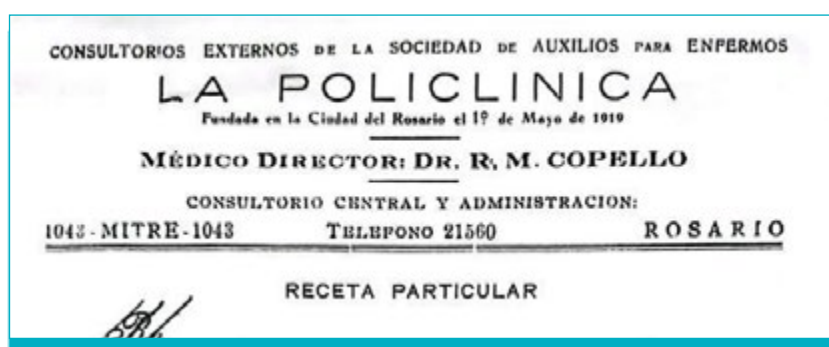 CONSULTORIOS EXTERNOS DE LA SOCIEDAD DE AUXILIOS PARA ENFERMOS
LA POLICLINICA
Fundada en la Ciudad del Rosario el 1º de Mayo de 1919
MÉDICO DIRECTOR: DR. R. M. COPELLO
CONSULTORIO CENTRAL Y ADMINISTRACION:
1043 - MITRE - 1043 TELEFONO 21560 ROSARIO
RECETA PARTICULAR